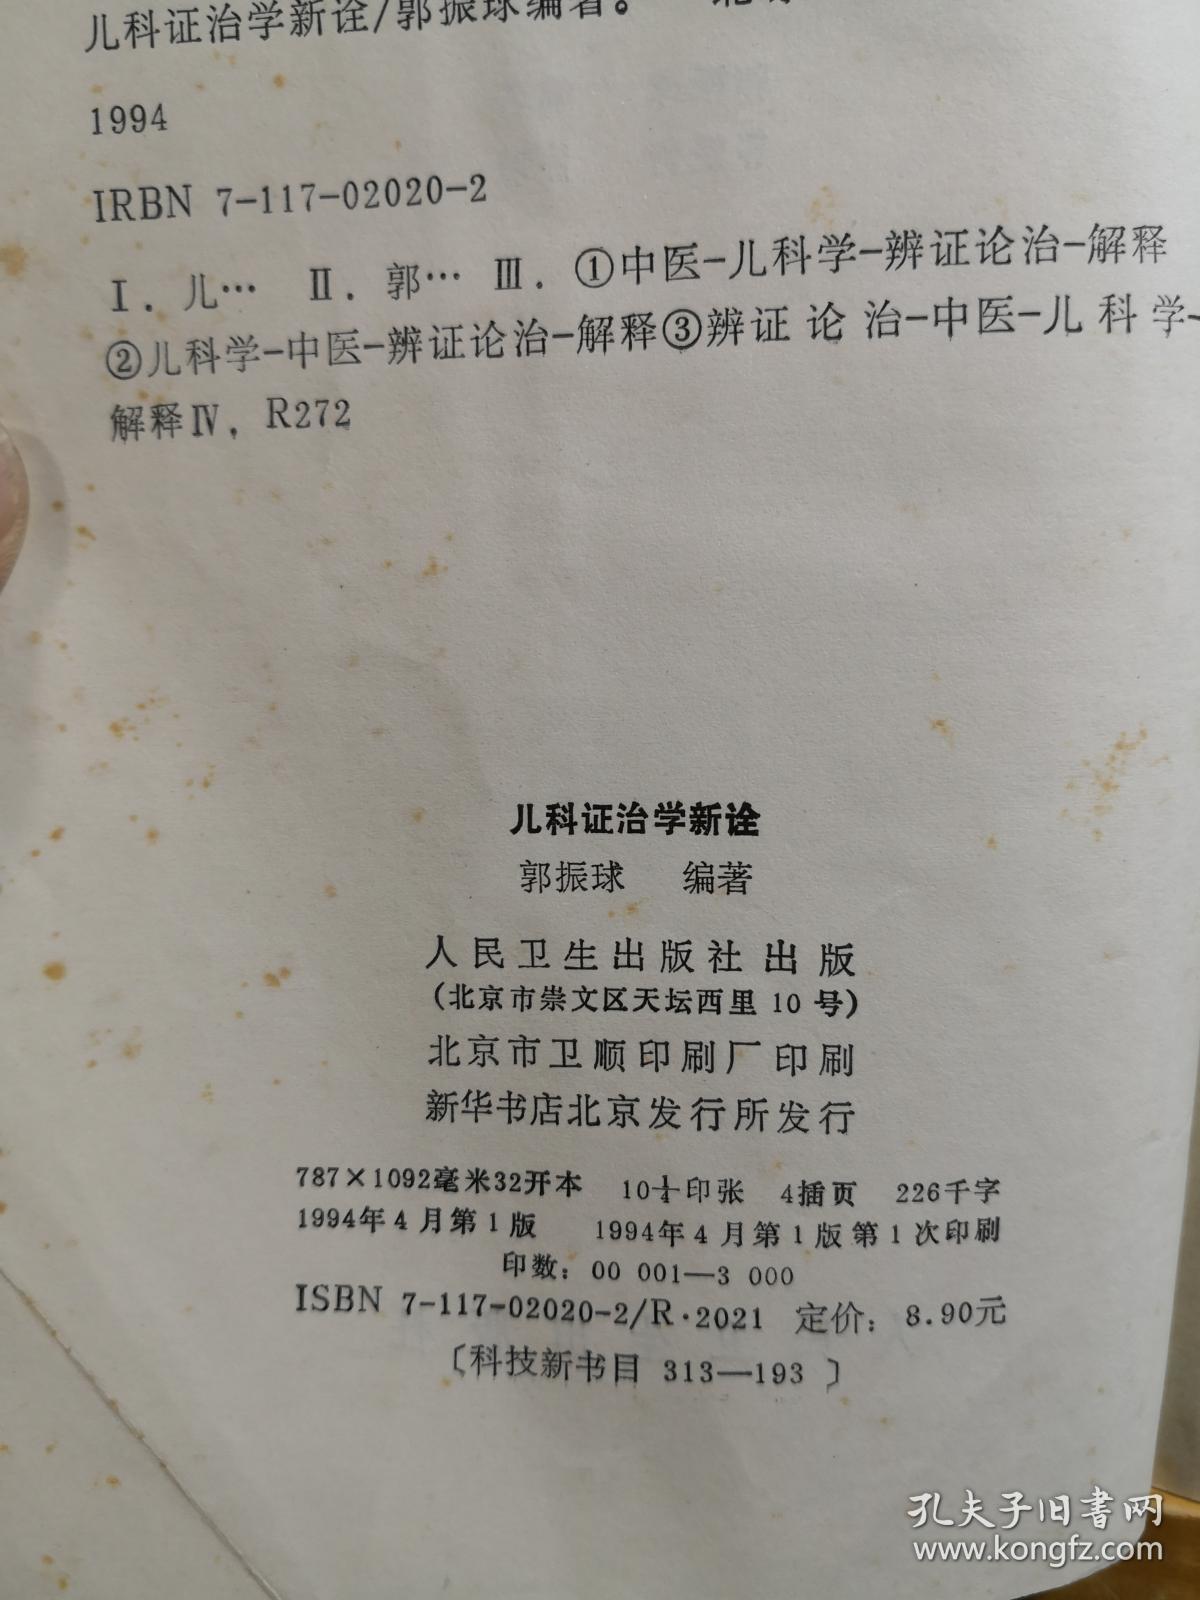 儿科证治学新诠/郭振球编著。
1994
IRBN 7-117-02020-2
Ⅰ.儿… Ⅱ.郭… Ⅲ.①中医-儿科学-辨证论治-解释
②儿科学-中医-辨证论治-解释③辨证论治-中医-儿科学-
解释Ⅳ.R272
儿科证治学新诠
郭振球 编著
人民卫生出版社出版
(北京市崇文区天坛西里 10 号)
北京市卫顺印刷厂印刷
新华书店北京发行所发行
787×1092毫米32开本 10¼印张 4插页 226千字
1994年4月第1版 1994年4月第1版第1次印刷
印数：00 001—3 000
ISBN 7-117-02020-2/R·2021 定价：8.90元
〔科技新书目 313—193〕
孔夫子旧书网
www.kongfz.com